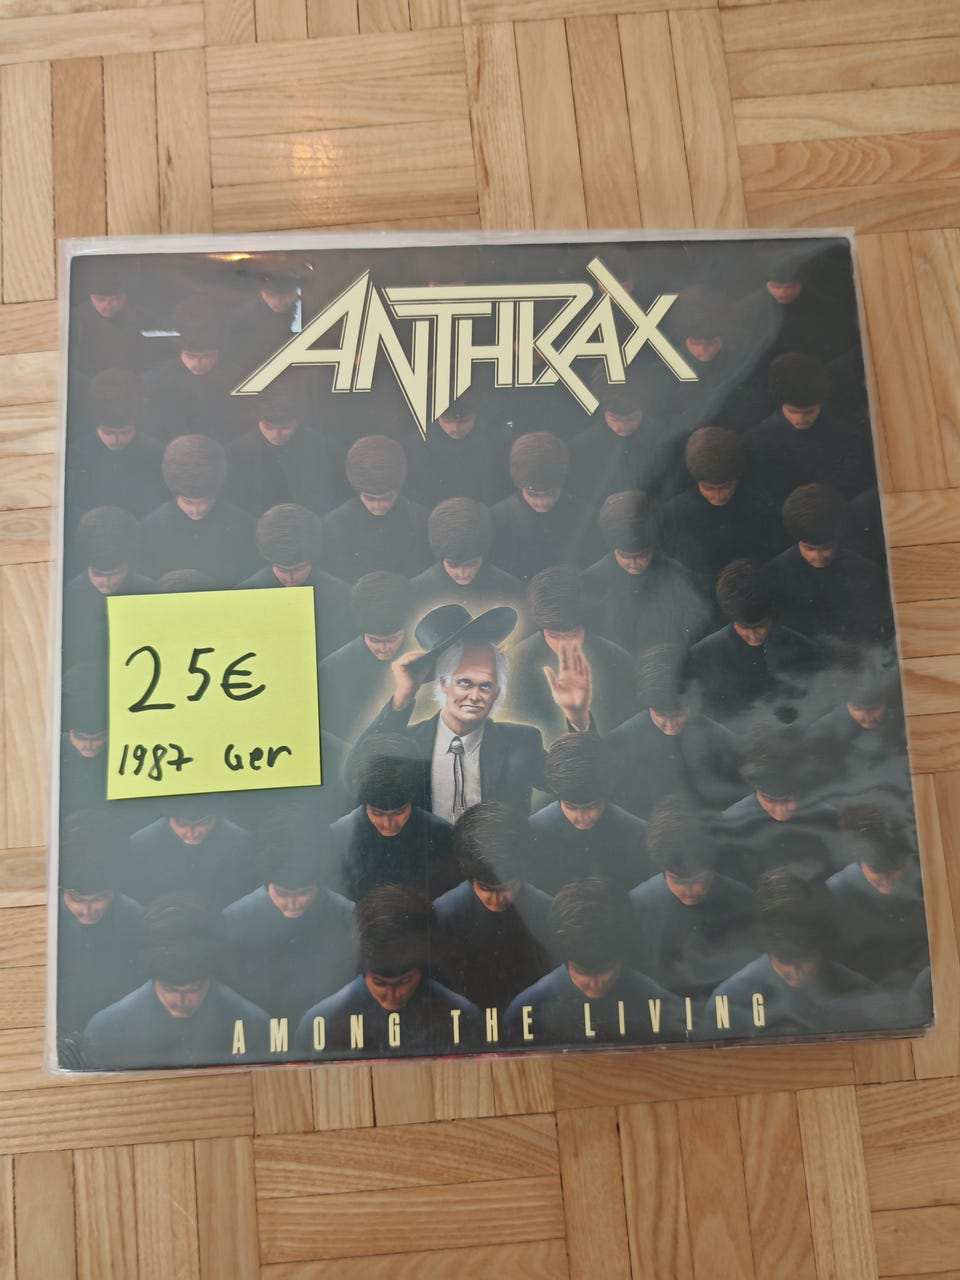 ANTHRAX
25€
1987 Ger
AMONG THE LIVING